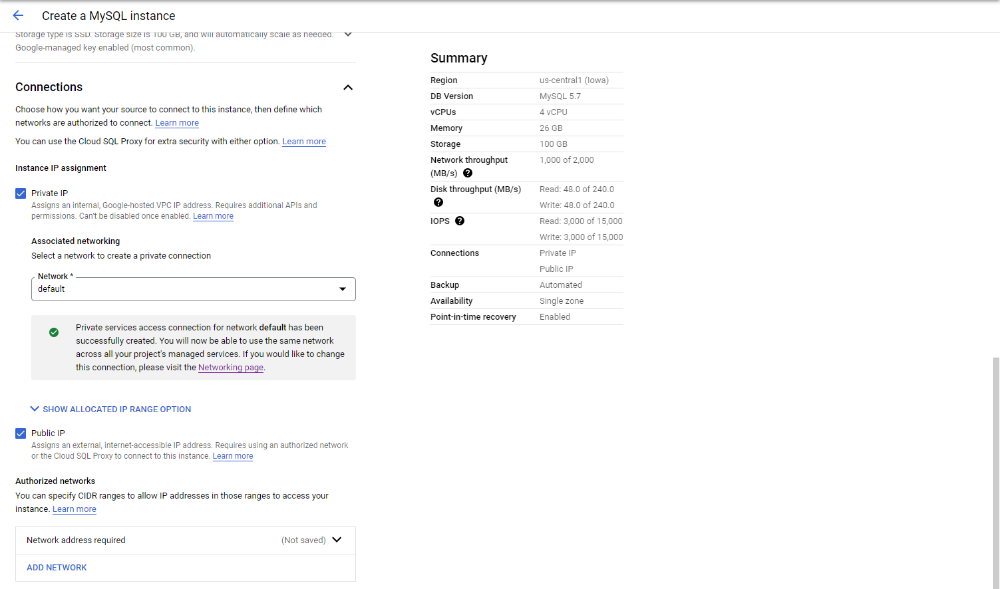 Create a MySQL instance
Storage type is SSD. Storage size is 100 GB, and will automatically scale as needed.
Google-managed key enabled (most common).
Connections
Choose how you want your source to connect to this instance, then define which
networks are authorized to connect. Learn more
You can use the Cloud SQL Proxy for extra security with either option. Learn more
Instance IP assignment
Private IP
Assigns an internal, Google-hosted VPC IP address. Requires additional APIs and
permissions. Can't be disabled once enabled. Learn more
Associated networking
Select a network to create a private connection
Network *
default
Private services access connection for network default has been
successfully created. You will now be able to use the same network
across all your project's managed services. If you would like to change
this connection, please visit the Networking page.
SHOW ALLOCATED IP RANGE OPTION
Public IP
Assigns an external, internet-accessible IP address. Requires using an authorized network
or the Cloud SQL Proxy to connect to this instance. Learn more
Authorized networks
You can specify CIDR ranges to allow IP addresses in those ranges to access your
instance. Learn more
Network address required (Not saved)
ADD NETWORK
Summary
Region us-central1 (Iowa)
DB Version MySQL 5.7
vCPUs 4 vCPU
Memory 26 GB
Storage 100 GB
Network throughput 1,000 of 2,000
(MB/s) ?
Disk throughput (MB/s) Read: 48.0 of 240.0
? Write: 48.0 of 240.0
IOPS ? Read: 3,000 of 15,000
Write: 3,000 of 15,000
Connections Private IP
Public IP
Backup Automated
Availability Single zone
Point-in-time recovery Enabled